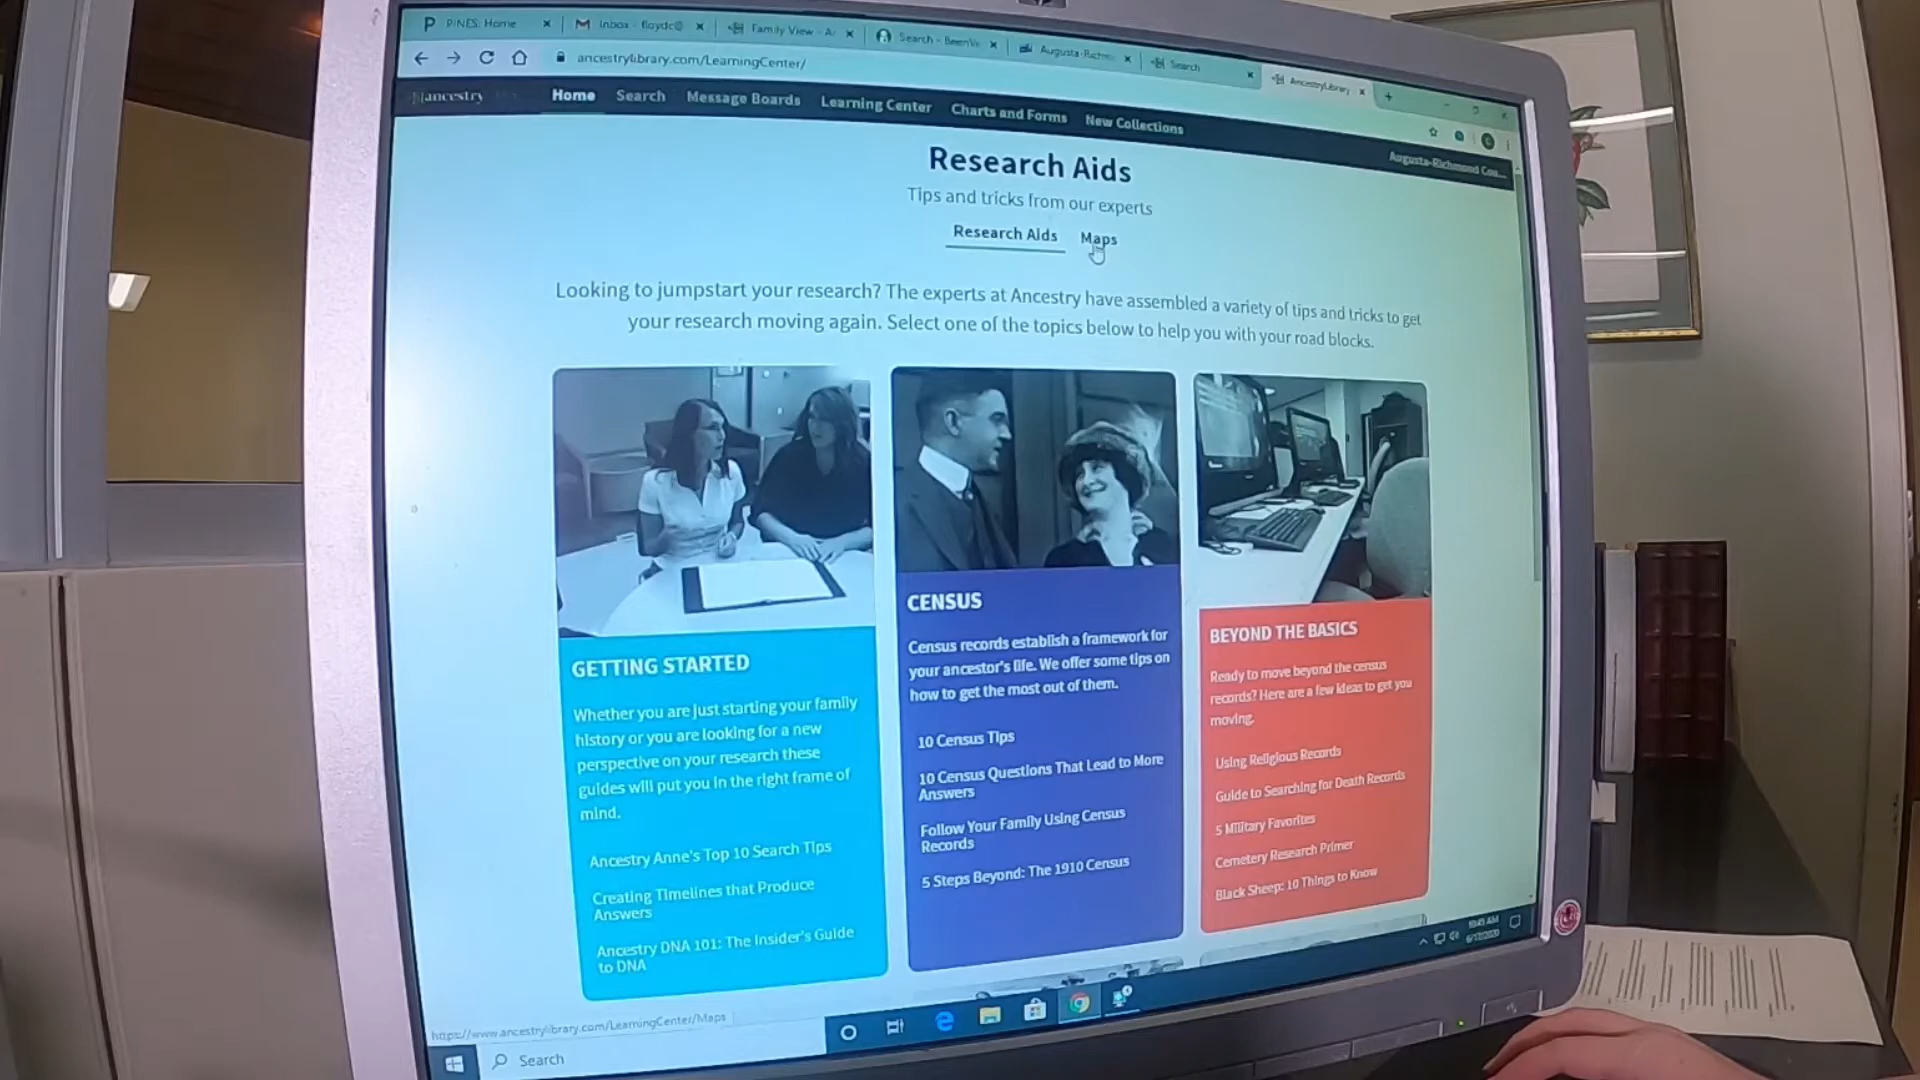 PINES: Home
Inbox - floydc@
Family View - A
Search - BeenVe
Augusta-Richm
Search
AncestryLibrary
ancestrylibrary.com/LearningCenter/
ancestry
Home Search Message Boards Learning Center Charts and Forms New Collections
Augusta-Richmond Cou...
Research Aids
Tips and tricks from our experts
Research Aids Maps
Looking to jumpstart your research? The experts at Ancestry have assembled a variety of tips and tricks to get
your research moving again. Select one of the topics below to help you with your road blocks.
GETTING STARTED
Whether you are just starting your family
history or you are looking for a new
perspective on your research these
guides will put you in the right frame of
mind.
Ancestry Anne's Top 10 Search Tips
Creating Timelines that Produce
Answers
Ancestry DNA 101: The Insider's Guide
to DNA
CENSUS
Census records establish a framework for
your ancestor's life. We offer some tips on
how to get the most out of them.
10 Census Tips
10 Census Questions That Lead to More
Answers
Follow Your Family Using Census
Records
5 Steps Beyond: The 1910 Census
BEYOND THE BASICS
Ready to move beyond the census
records? Here are a few ideas to get you
moving.
Using Religious Records
Guide to Searching for Death Records
5 Military Favorites
Cemetery Research Primer
Black Sheep: 10 Things to Know
https://www.ancestrylibrary.com/LearningCenter/Maps
Search